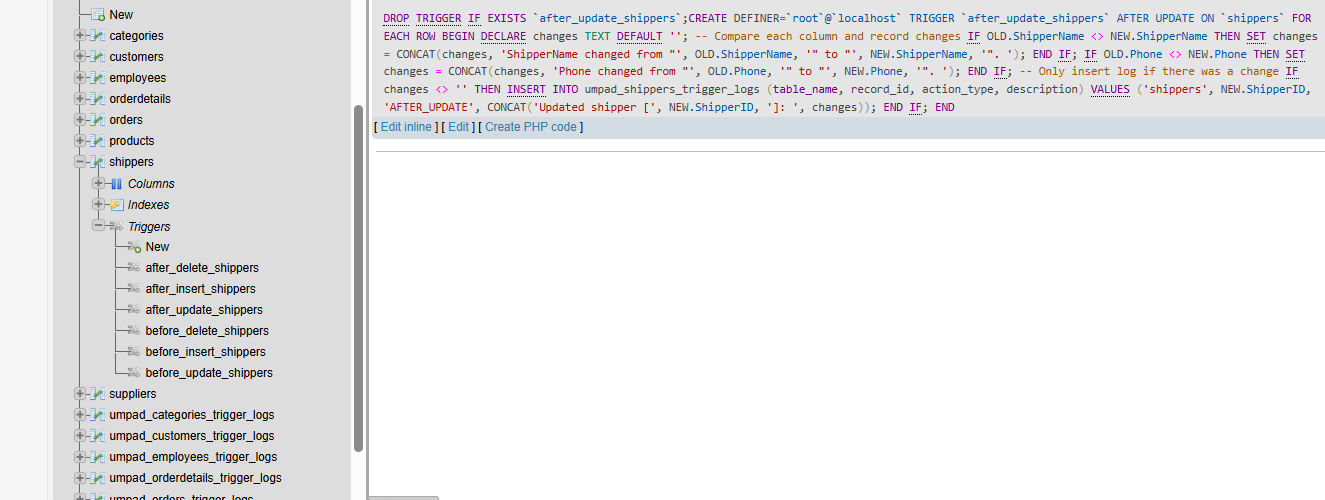 New
categories
customers
employees
orderdetails
orders
products
shippers
Columns
Indexes
Triggers
New
after_delete_shippers
after_insert_shippers
after_update_shippers
before_delete_shippers
before_insert_shippers
before_update_shippers
suppliers
umpad_categories_trigger_logs
umpad_customers_trigger_logs
umpad_employees_trigger_logs
umpad_orderdetails_trigger_logs
umpad_orders_trigger_logs
DROP TRIGGER IF EXISTS `after_update_shippers`;CREATE DEFINER=`root`@`localhost` TRIGGER `after_update_shippers` AFTER UPDATE ON `shippers` FOR
EACH ROW BEGIN DECLARE changes TEXT DEFAULT ''; -- Compare each column and record changes IF OLD.ShipperName <> NEW.ShipperName THEN SET changes
= CONCAT(changes, 'ShipperName changed from "', OLD.ShipperName, '" to "', NEW.ShipperName, '". '); END IF; IF OLD.Phone <> NEW.Phone THEN SET
changes = CONCAT(changes, 'Phone changed from "', OLD.Phone, '" to "', NEW.Phone, '". '); END IF; -- Only insert log if there was a change IF
changes <> '' THEN INSERT INTO umpad_shippers_trigger_logs (table_name, record_id, action_type, description) VALUES ('shippers', NEW.ShipperID,
'AFTER_UPDATE', CONCAT('Updated shipper [', NEW.ShipperID, ']: ', changes)); END IF; END
[ Edit inline ] [ Edit ] [ Create PHP code ]